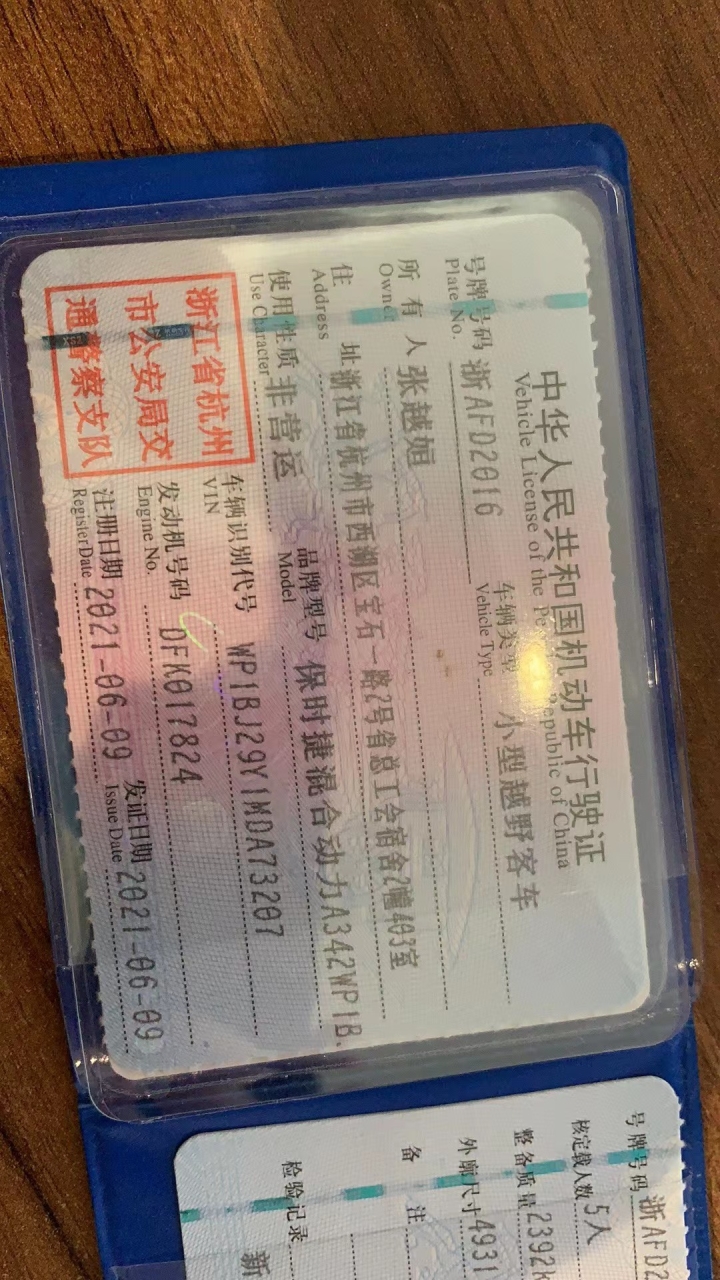 中华人民共和国机动车行驶证
Vehicle License of the People's Republic of China
号牌号码 浙AFD2016 车辆类型 小型越野客车
Plate No. Vehicle Type
所有人 张越烜
Owner
住址 浙江省杭州市西湖区宝石一路2号省总工会宿舍2幢403室
Address
使用性质 非营运 品牌型号 保时捷混合动力A342WP1B.
Use Character Model
浙江省杭州
市公安局交
通警察支队
车辆识别代号 WP1BJ29Y1MDA73207
VIN
发动机号码 DFK017824
Engine No.
注册日期 2021-06-09 发证日期 2021-06-09
Register Date Issue Date
号牌号码 浙AFD2
核定载人数 5人
整备质量 2392
外廓尺寸 4931
备注
检验记录
新